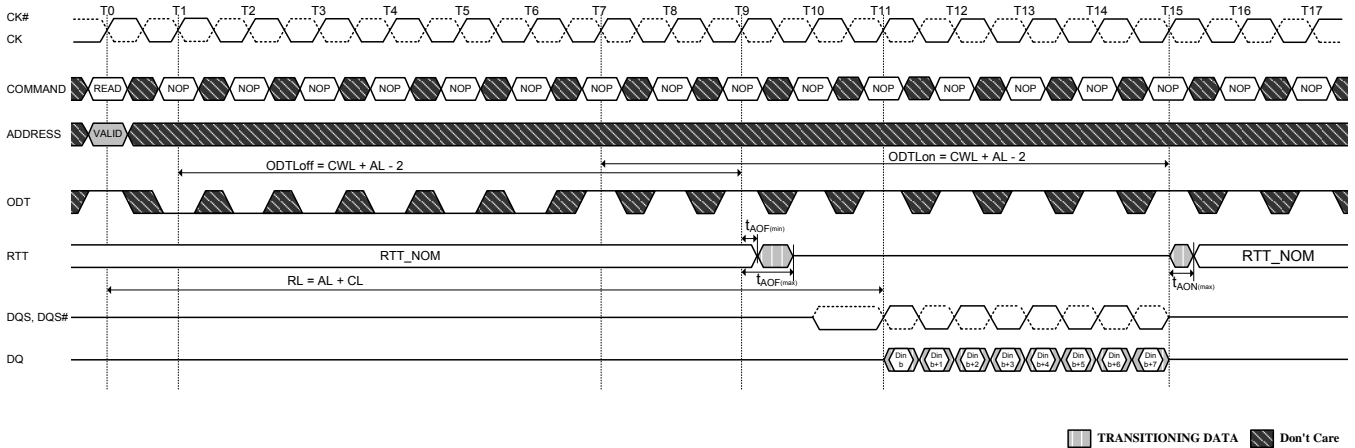 T0 T1 T2 T3 T4 T5 T6 T7 T8 T9 T10 T11 T12 T13 T14 T15 T16 T17
CK#
CK
COMMAND READ NOP NOP NOP NOP NOP NOP NOP NOP NOP NOP NOP NOP NOP NOP NOP NOP NOP
ADDRESS VALID
ODTLoff = CWL + AL - 2 ODTLon = CWL + AL - 2
ODT
tAOF(min)
RTT RTT_NOM RTT_NOM
tAOF(max) tAON(max)
RL = AL + CL
DQS, DQS#
DQ Din b Din b+1 Din b+2 Din b+3 Din b+4 Din b+5 Din b+6 Din b+7
TRANSITIONING DATA Don't Care